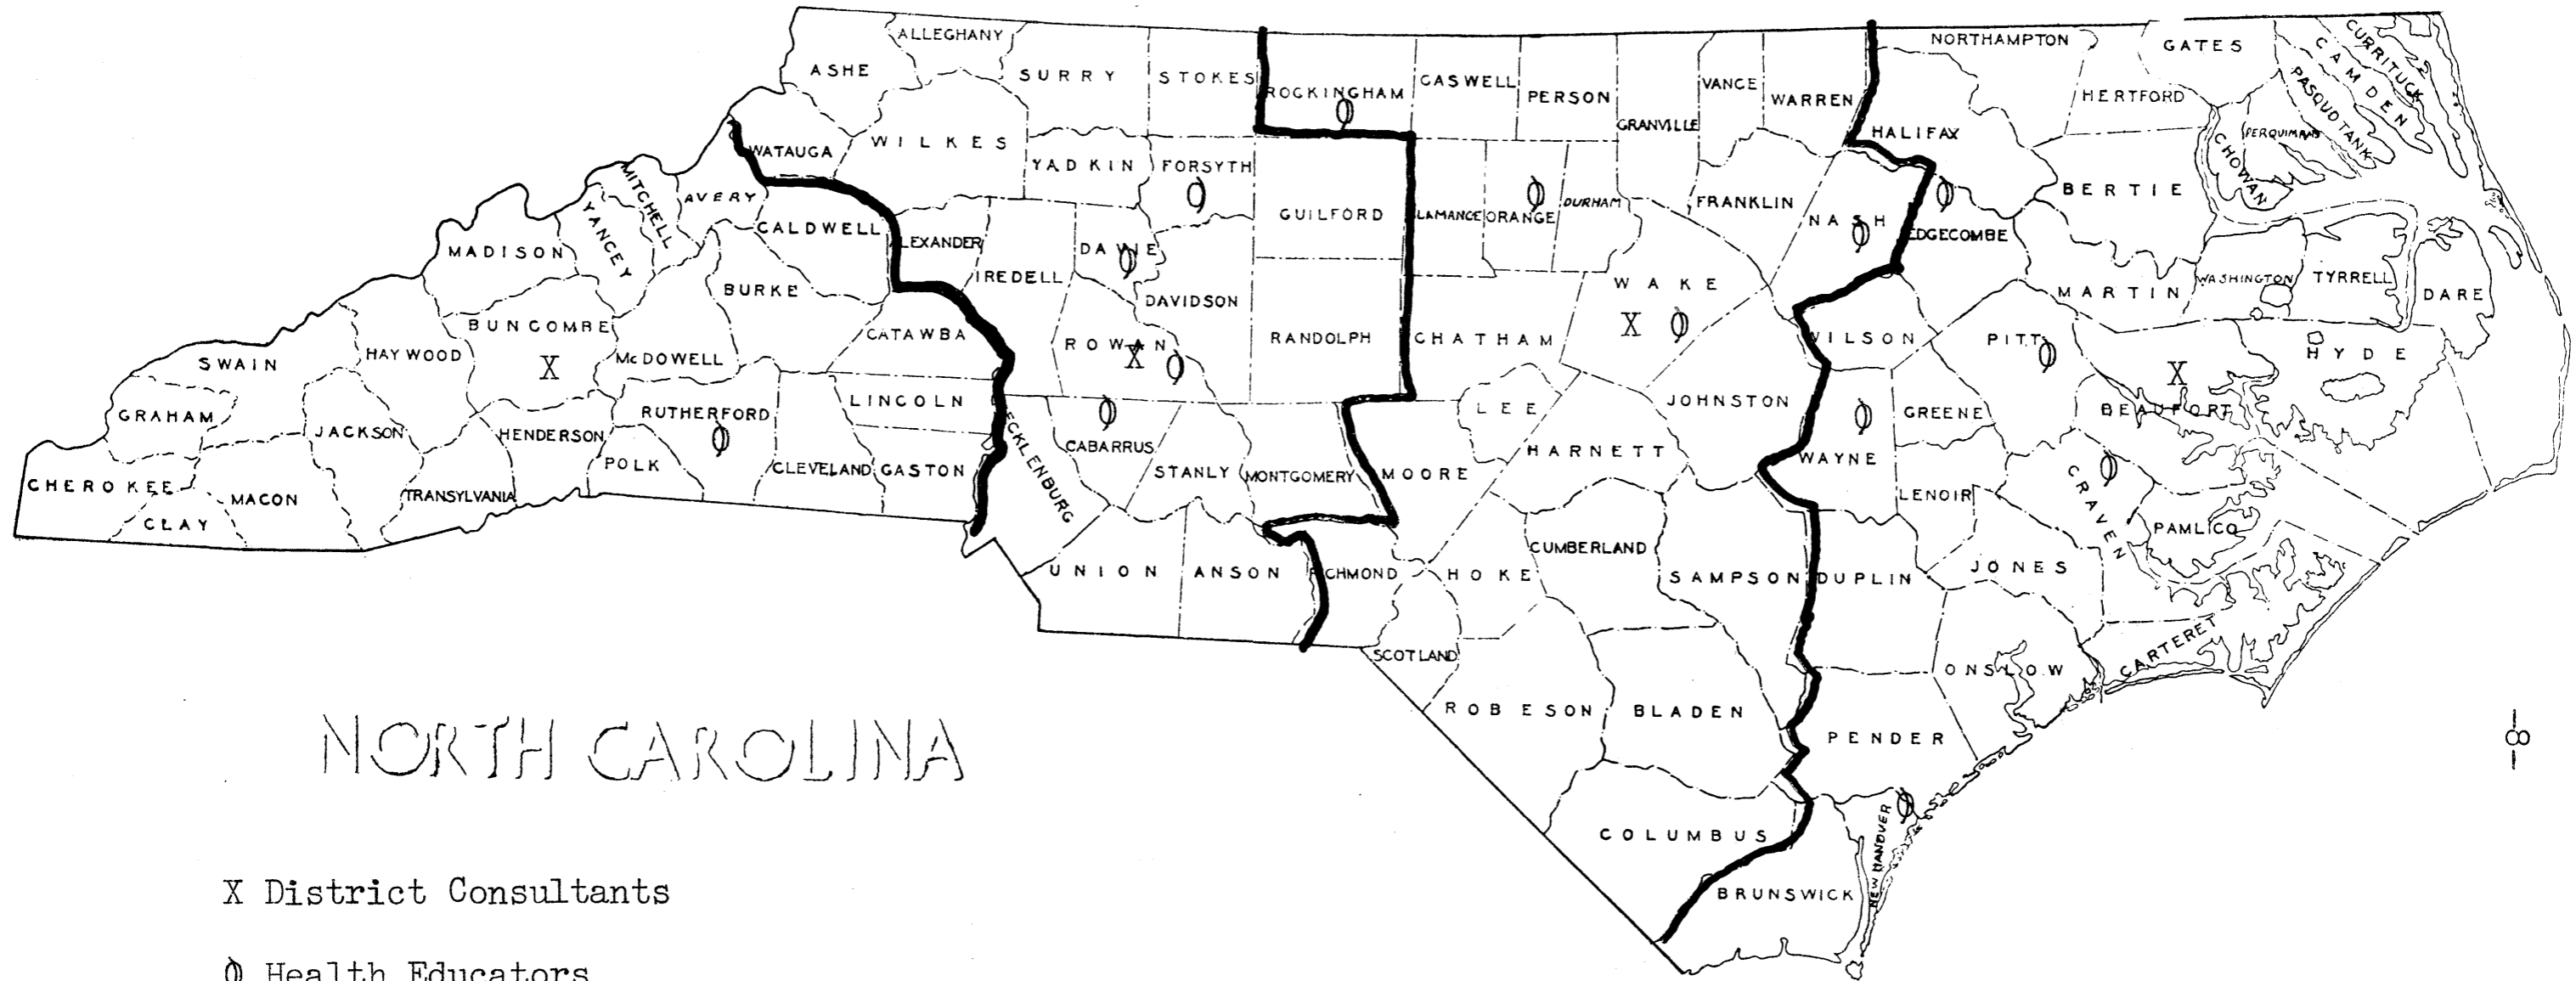 ALLEGHANY
ASHE
SURRY
STOKES
ROCKINGHAM
CASWELL
PERSON
VANCE
WARREN
GRANVILLE
NORTHAMPTON
GATES
CURRITUCK
CAMDEN
PASQUOTANK
HERTFORD
PERQUIMANS
CHOWAN
HALIFAX
WATAUGA
WILKES
YADKIN
FORSYTH
GUILFORD
LAMANCE
ORANGE
DURHAM
FRANKLIN
NASH
EDGECOMBE
BERTIE
MITCHELL
AVERY
YANCEY
CALDWELL
LEXANDER
DAVIE
IREDELL
MADISON
BURKE
DAVIDSON
WAKE
X
MARTIN
WASHINGTON
TYRRELL
DARE
BUNCOMBE
X
CATAWBA
ROWAN
X
RANDOLPH
CHATHAM
WILSON
PITT
X
HYDE
SWAIN
HAYWOOD
McDOWELL
GRAHAM
JACKSON
HENDERSON
RUTHERFORD
LINCOLN
CABARRUS
LEE
JOHNSTON
GREENE
BEAUFORT
CHEROKEE
MACON
CLAY
TRANSYLVANIA
POLK
CLEVELAND
GASTON
ECKLENBURG
STANLY
MONTGOMERY
MOORE
HARNETT
WAYNE
LENOIR
CRAVEN
PAMLICO
UNION
ANSON
CHMOND
HOKE
CUMBERLAND
SAMPSON
DUPLIN
JONES
SCOTLAND
ROBESON
BLADEN
PENDER
ONSLOW
CARTERET
COLUMBUS
BRUNSWICK
NEW HANOVER
-8-
NORTH CAROLINA
X District Consultants
Health Educators